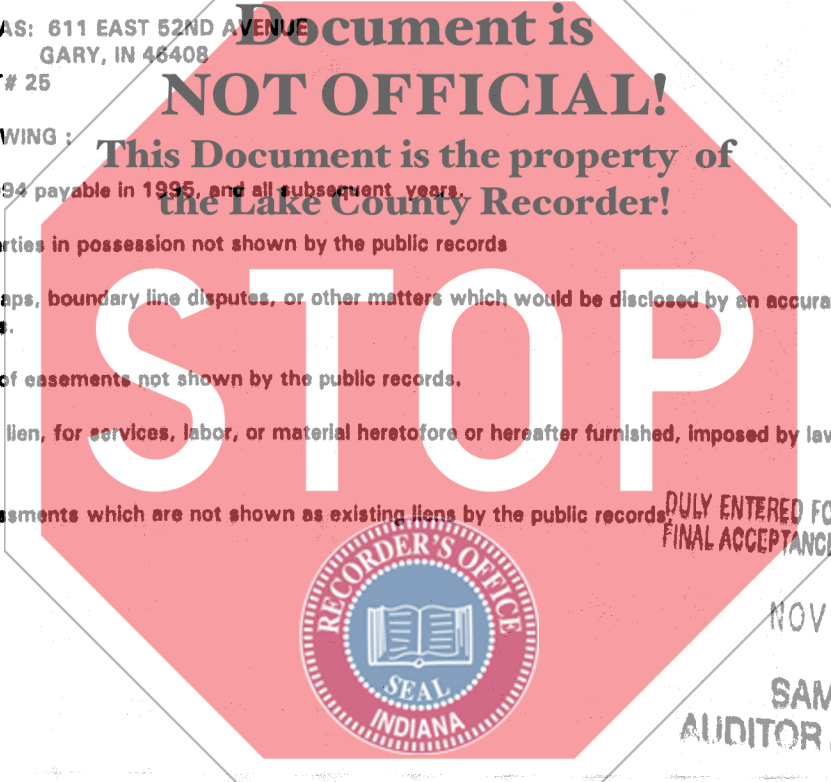 AS: 611 EAST 52ND AVENUE
Document is
GARY, IN 46408
# 25
NOT OFFICIAL!
WING :
This Document is the property of
94 payable in 1995, and all subsequent years.
the Lake County Recorder!
rties in possession not shown by the public records
aps, boundary line disputes, or other matters which would be disclosed by an accura
s.
STOP
of easements not shown by the public records.
lien, for services, labor, or material heretofore or hereafter furnished, imposed by law
ssments which are not shown as existing liens by the public records.
DULY ENTERED FO
FINAL ACCEPTANCE
RECORDER'S OFFICE
SEAL
INDIANA
NOV
SAM
AUDITOR